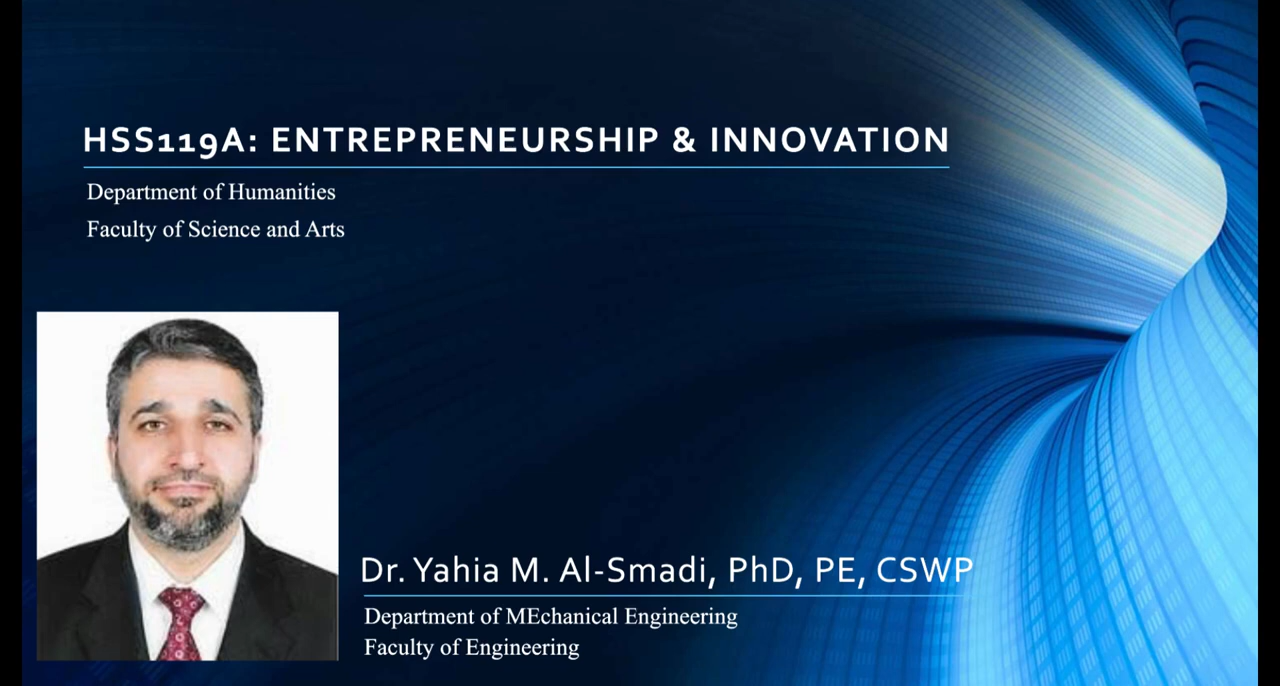 HSS119A: ENTREPRENEURSHIP & INNOVATION
Department of Humanities
Faculty of Science and Arts
Dr. Yahia M. Al-Smadi, PhD, PE, CSWP
Department of MEchanical Engineering
Faculty of Engineering